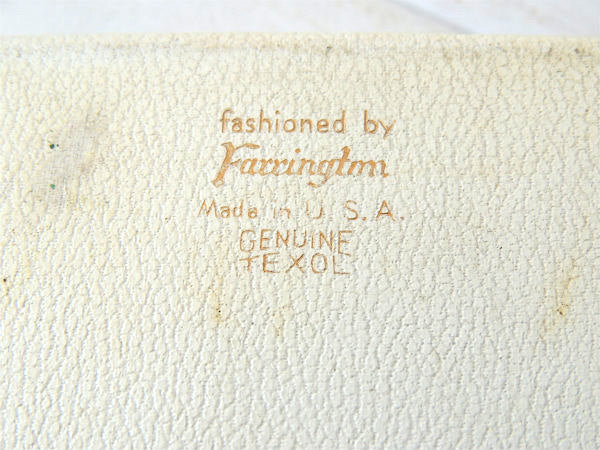 fashioned by
Farrington
Made in U. S. A.
GENUINE
TEXOL